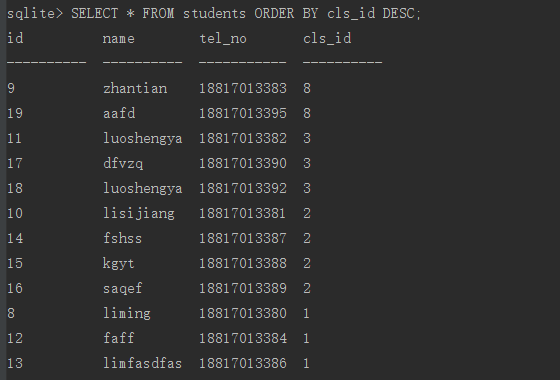 sqlite> SELECT * FROM students ORDER BY cls_id DESC;
id          name        tel_no       cls_id
----------  ----------  -----------  ----------
9           zhantian    18817013383  8
19          aafd        18817013395  8
11          luoshengya  18817013382  3
17          dfvzq       18817013390  3
18          luoshengya  18817013392  3
10          lisijiang   18817013381  2
14          fshss       18817013387  2
15          kgyt        18817013388  2
16          saqef       18817013389  2
8           liming      18817013380  1
12          faff        18817013384  1
13          limfasdfas  18817013386  1